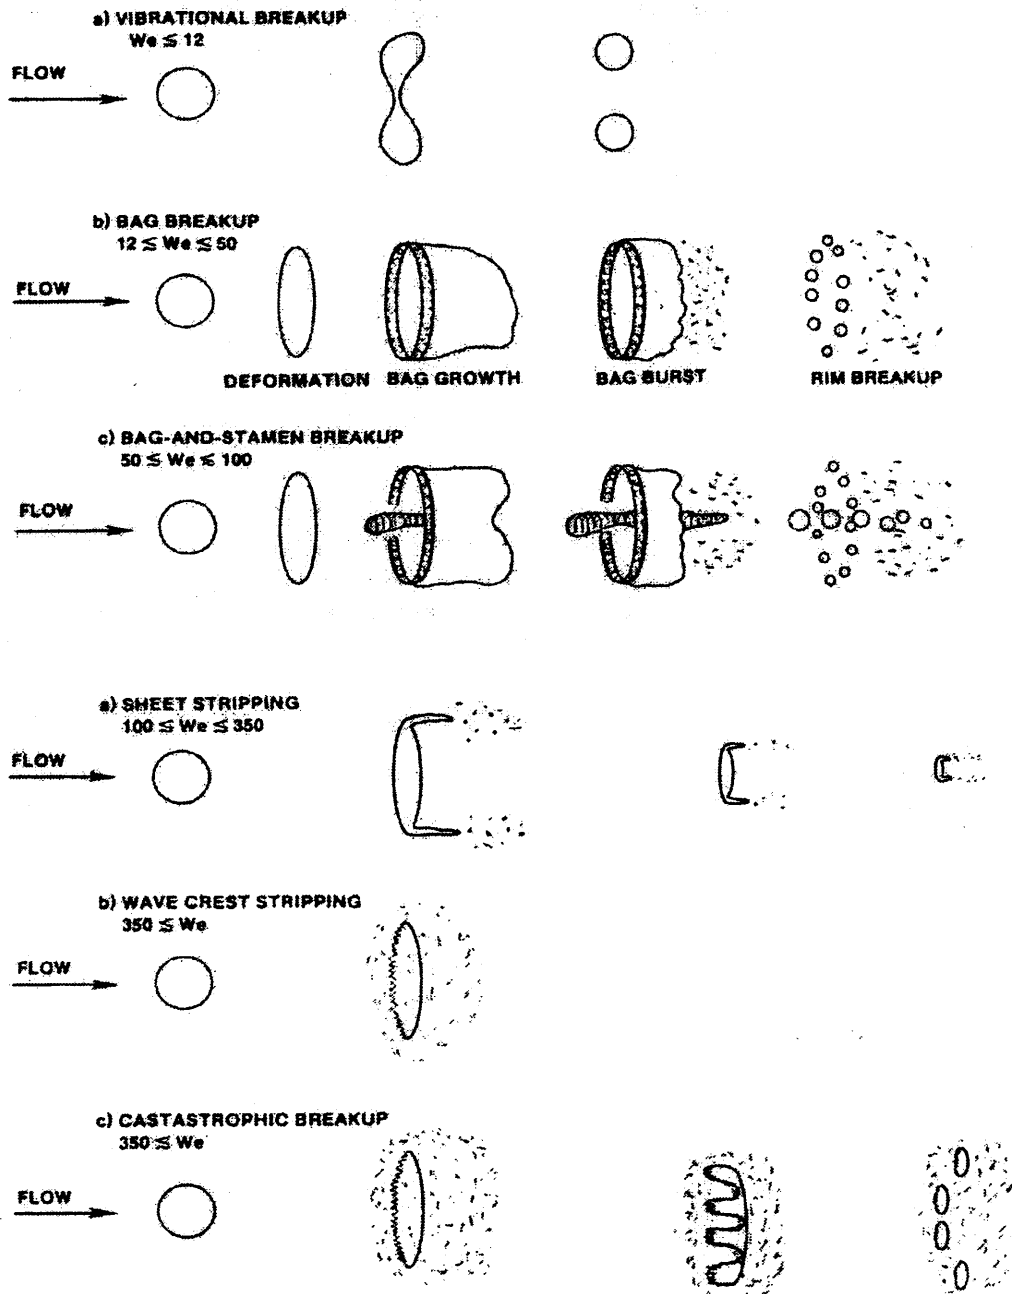 a) VIBRATIONAL BREAKUP
We ≤ 12
FLOW
b) BAG BREAKUP
12 ≤ We ≤ 50
FLOW
DEFORMATION BAG GROWTH BAG BURST RIM BREAKUP
c) BAG-AND-STAMEN BREAKUP
50 ≤ We ≤ 100
FLOW
a) SHEET STRIPPING
100 ≤ We ≤ 350
FLOW
b) WAVE CREST STRIPPING
350 ≤ We
FLOW
c) CASTASTROPHIC BREAKUP
350 ≤ We
FLOW